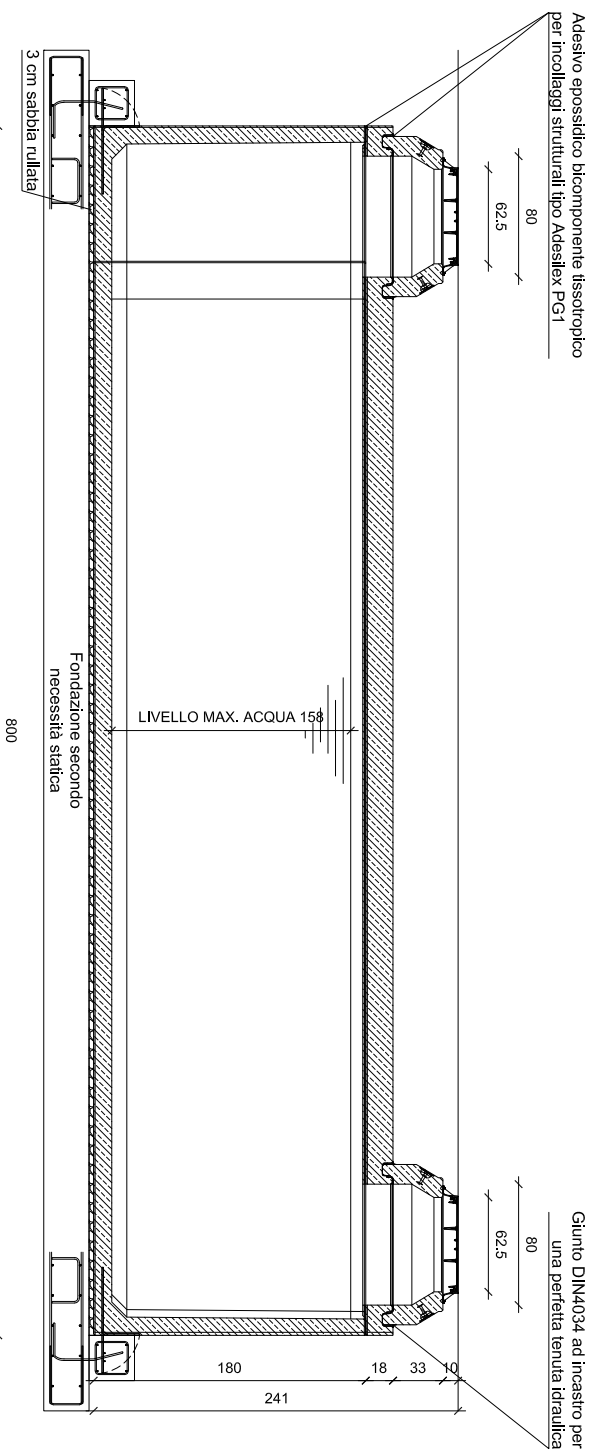 Adesivo epossidico bicomponente tissotropico
per incollaggi strutturali tipo Adesilex PG1
80
62.5
Giunto DIN4034 ad incastro per
una perfetta tenuta idraulica
80
62.5
LIVELLO MAX. ACQUA 158
180
18
33
10
241
3 cm sabbia rullata
Fondazione secondo
necessità statica
800